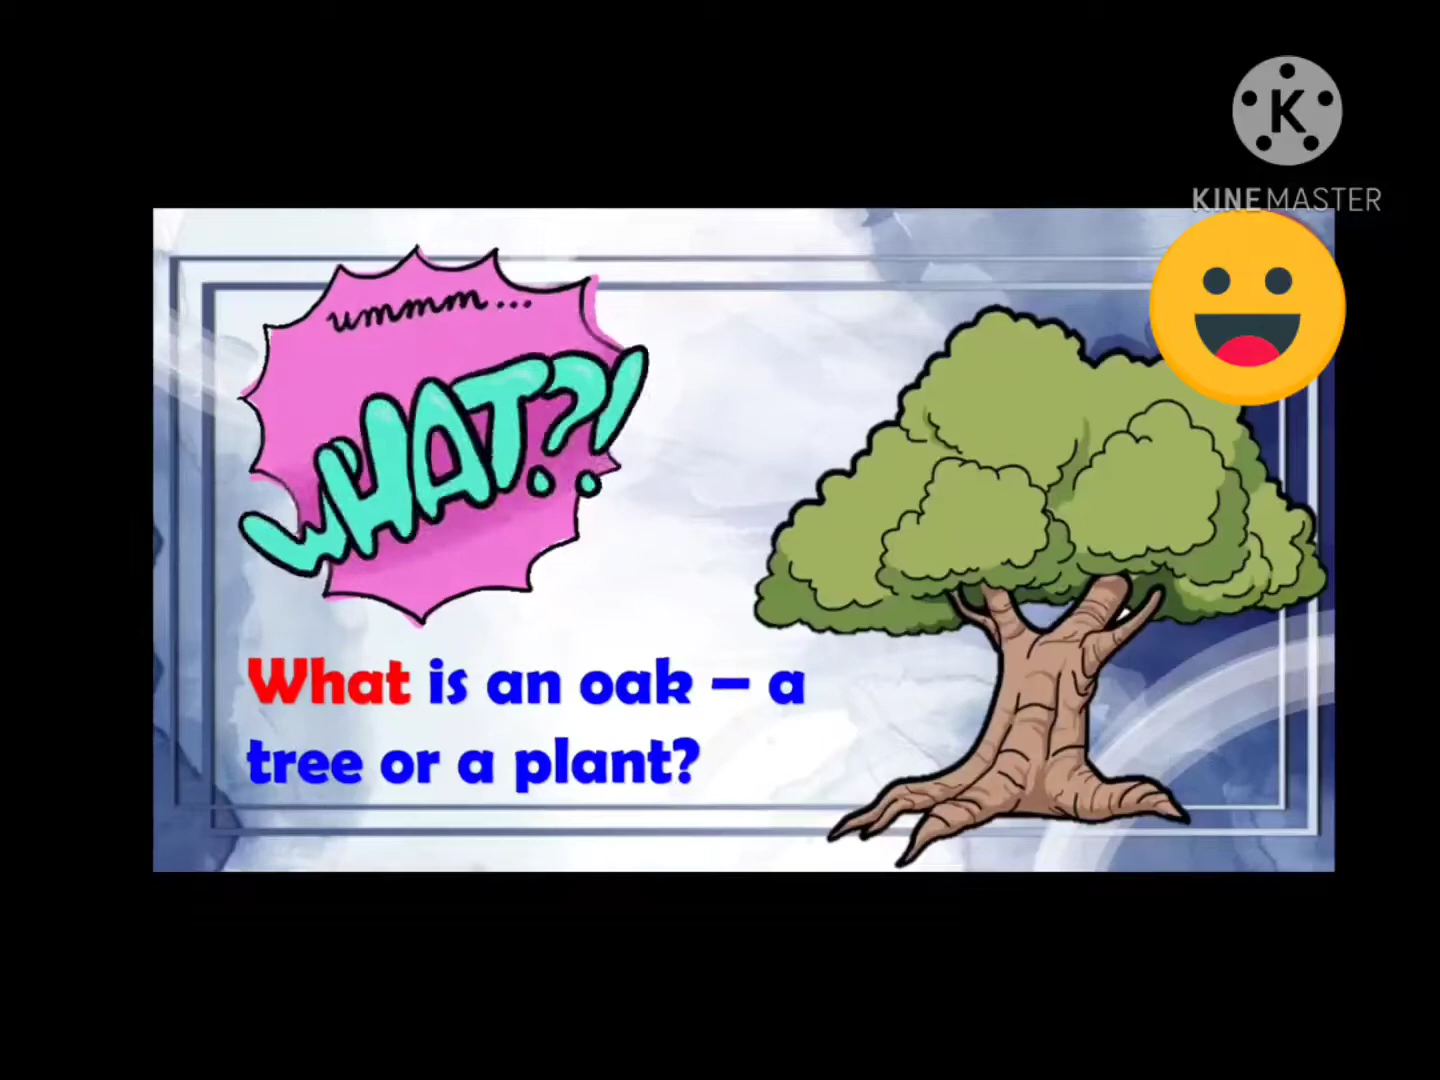 K
KINEMASTER
ummm...
WHAT?!
What is an oak – a
tree or a plant?